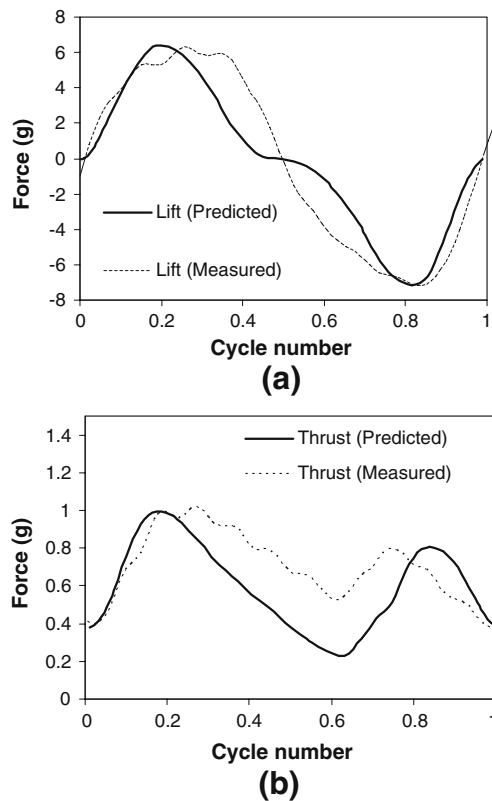 8
6
4
2
0
-2
-4
-6
-8
Force (g)
Lift (Predicted)
Lift (Measured)
0 0.2 0.4 0.6 0.8 1
Cycle number
(a)
1.4
1.2
1
0.8
0.6
0.4
0.2
0
Force (g)
Thrust (Predicted)
Thrust (Measured)
0 0.2 0.4 0.6 0.8 1
Cycle number
(b)